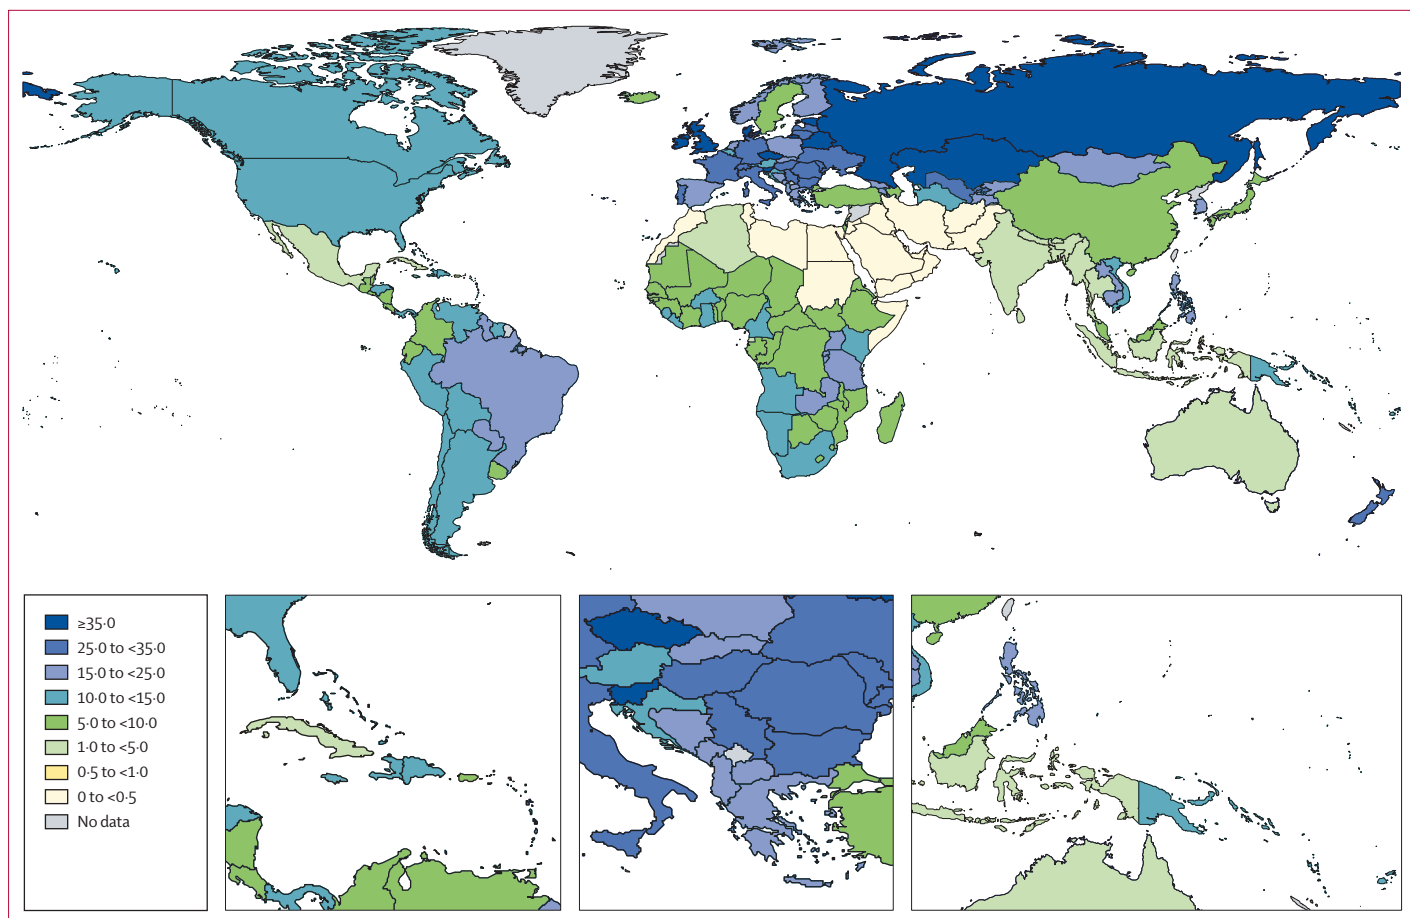 ≥35·0
25·0 to <35·0
15·0 to <25·0
10·0 to <15·0
5·0 to <10·0
1·0 to <5·0
0·5 to <1·0
0 to <0·5
No data